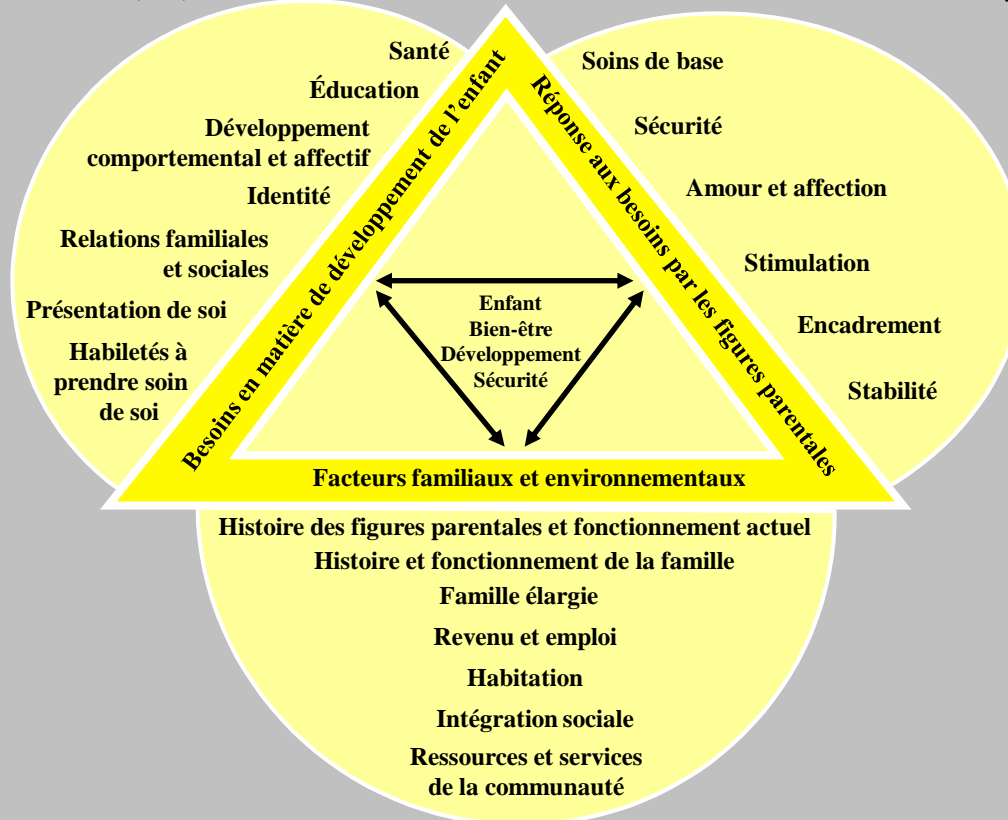 Santé
Éducation
Développement
comportemental et affectif
Identité
Relations familiales
et sociales
Présentation de soi
Habiletés à
prendre soin
de soi
Besoins en matière de développement de l’enfant
Réponse aux besoins par les figures parentales
Soins de base
Sécurité
Amour et affection
Stimulation
Encadrement
Stabilité
Enfant
Bien-être
Développement
Sécurité
Facteurs familiaux et environnementaux
Histoire des figures parentales et fonctionnement actuel
Histoire et fonctionnement de la famille
Famille élargie
Revenu et emploi
Habitation
Intégration sociale
Ressources et services
de la communauté